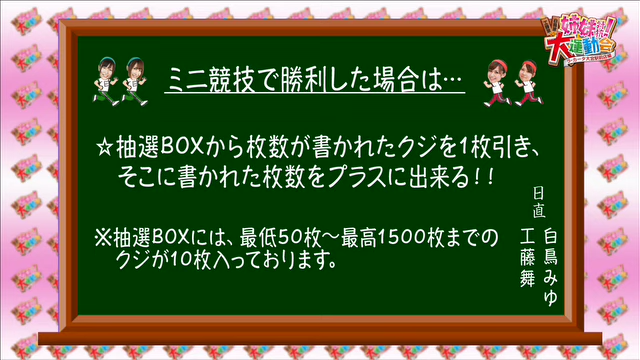 姉妹 大運動会
ミニ競技で勝利した場合は…
☆抽選BOXから枚数が書かれたクジを1枚引き、
そこに書かれた枚数をプラスに出来る!!
※抽選BOXには、最低50枚～最高1500枚までの
クジが10枚入っております。
日直
白鳥みゆ
工藤舞